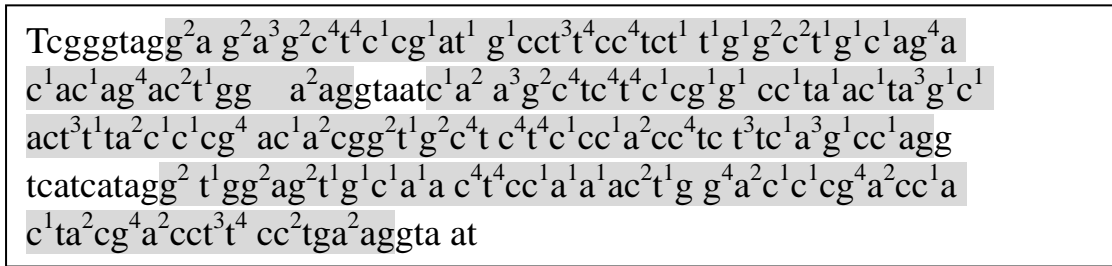 Tcgggtagg²a g²a³g²c⁴t⁴c¹cg¹at¹ g¹cct³t⁴cc⁴tct¹ t¹g¹g²c²t¹g¹c¹ag⁴a
c¹ac¹ag⁴ac²t¹gg a²aggtaatc¹a² a³g²c⁴tc⁴t⁴c¹cg¹g¹ cc¹ta¹ac¹ta³g¹c¹
act³t¹ta²c¹c¹cg⁴ ac¹a²cgg²t¹g²c⁴t c⁴t⁴c¹cc¹a²cc⁴tc t³tc¹a³g¹cc¹agg
tcatcatagg² t¹gg²ag²t¹g¹c¹a¹a c⁴t⁴cc¹a¹a¹ac²t¹g g⁴a²c¹c¹cg⁴a²cc¹a
c¹ta²cg⁴a²cct³t⁴ cc²tga²aggta at